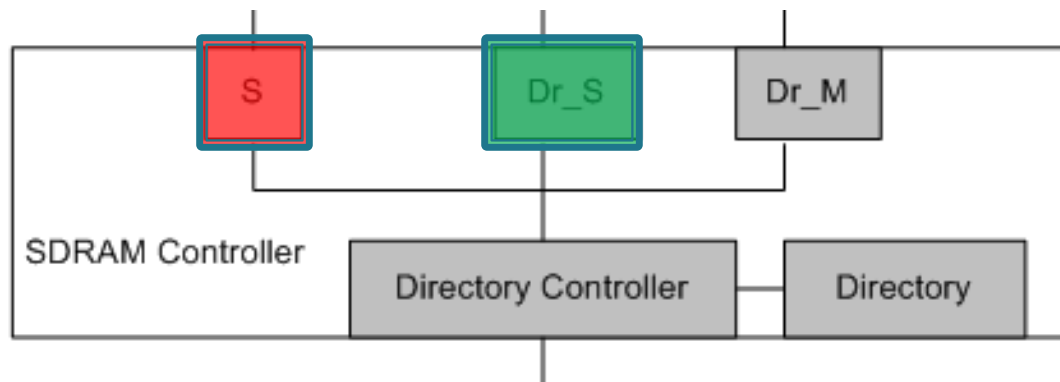 S
Dr_S
Dr_M
SDRAM Controller
Directory Controller
Directory